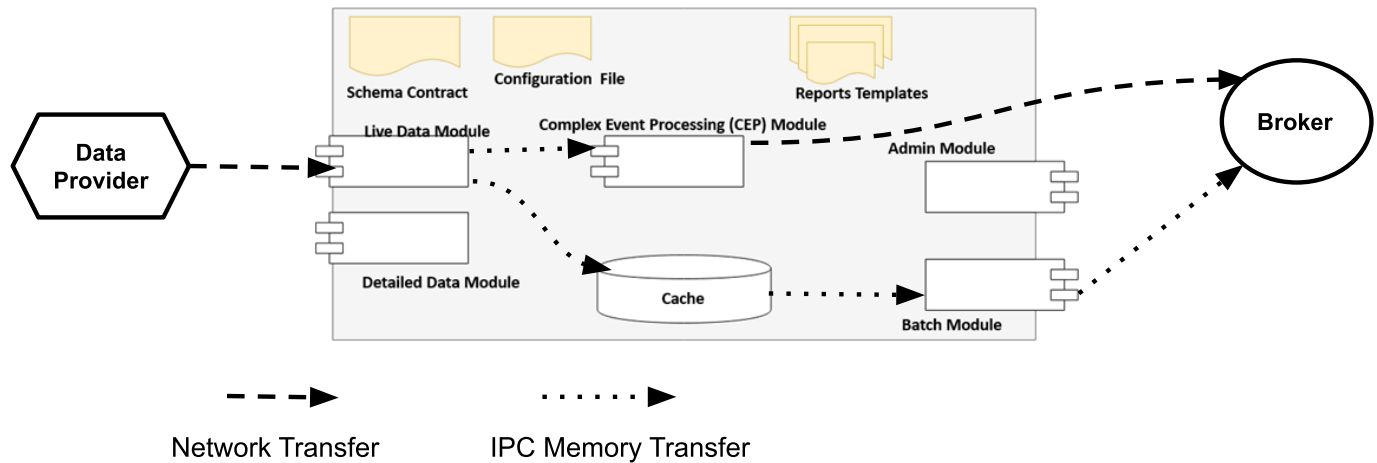 Schema Contract
Configuration File
Reports Templates
Data
Provider
Live Data Module
Complex Event Processing (CEP) Module
Admin Module
Broker
Detailed Data Module
Cache
Batch Module
Network Transfer
IPC Memory Transfer